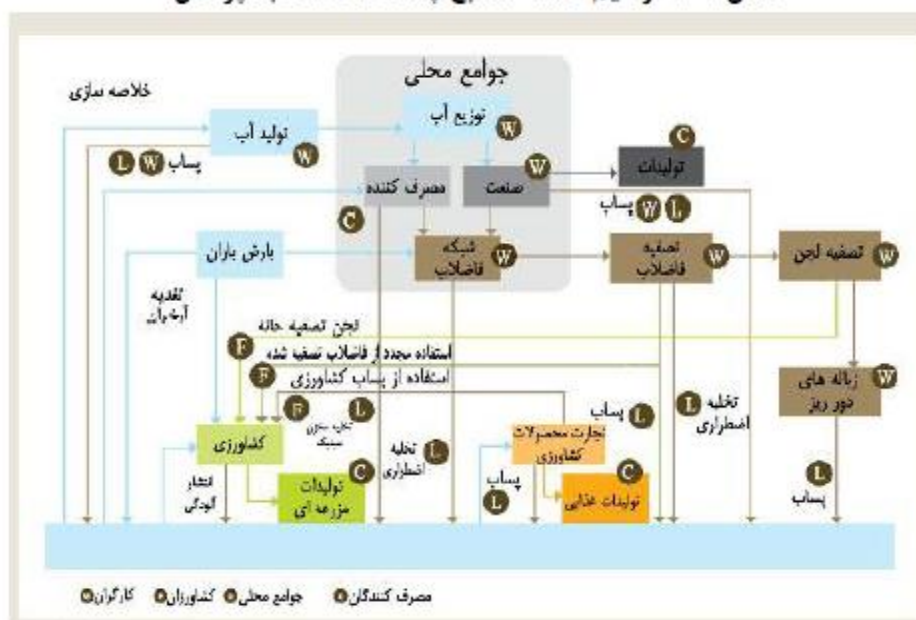 جوامع محلی
خلاصه سازی
تولید آب
W
توزیع آب
W
پساب W L
مصرف کننده
C
صنعت
W
تولیدات
C
پساب W L
بارش باران
شبکه
فاضلاب
W
تصفیه
فاضلاب
W
تصفیه لجن
W
تغذیه
آبخوان
لجن تصفیه خانه
F
استفاده مجدد از فاضلاب تصفیه شده
F
استفاده از پساب کشاورزی
F
L
زباله های
دور ریز
W
تخلیه
اضطراری
L
کشاورزی
تخلیه
اضطراری
L
پساب L
تجارت محصولات
کشاورزی
انتشار
آلودگی
تولیدات
مزرعه ای
C
پساب
L
تولیدات غذایی
C
L
پساب
کارگران
کشاورزان
جوامع محلی
مصرف کنندگان